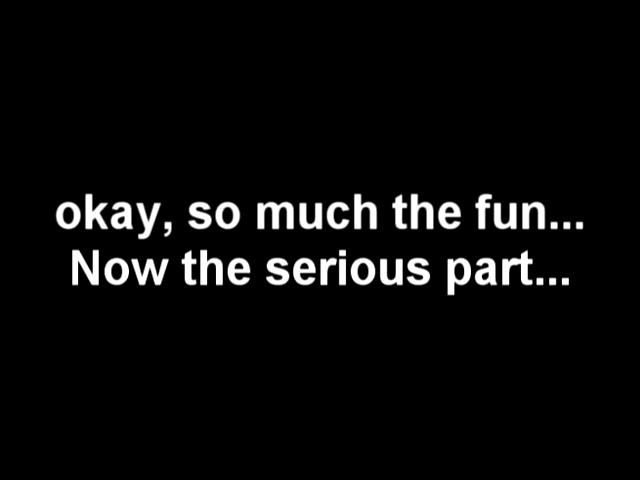 okay, so much the fun...
Now the serious part...